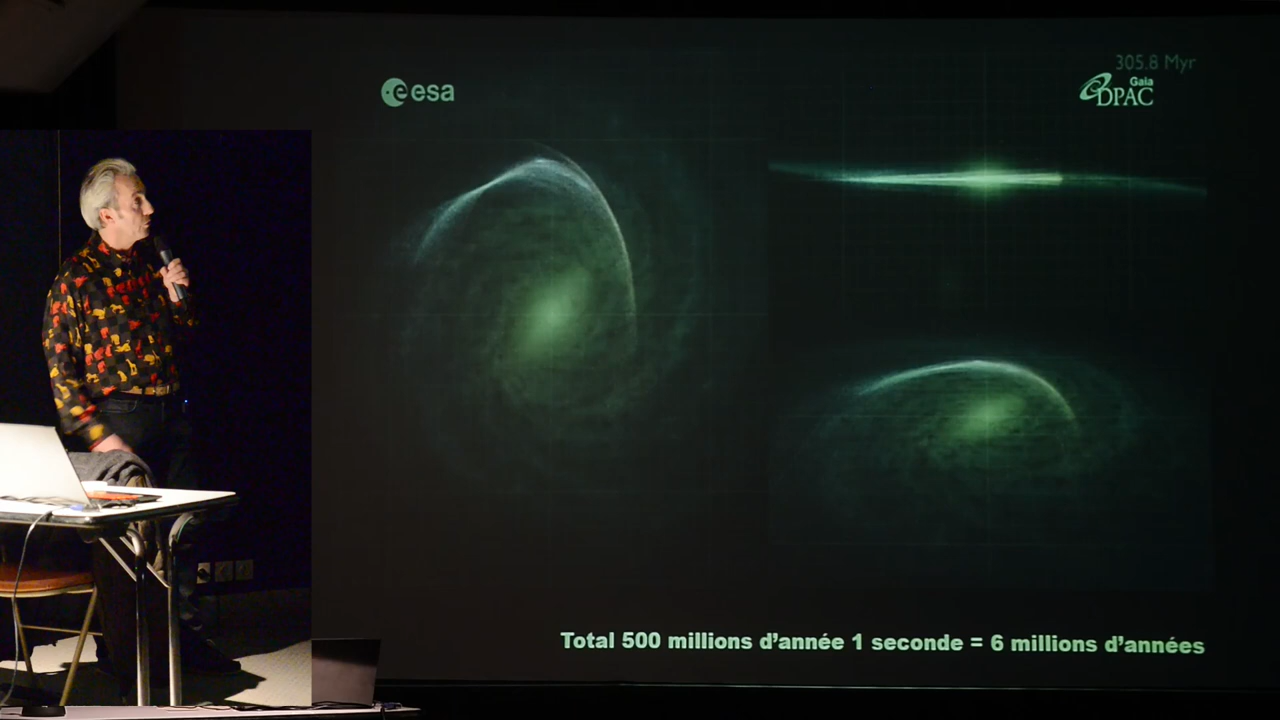 esa
305.8 Myr
Gaia
DPAC
Total 500 millions d'année 1 seconde = 6 millions d'années